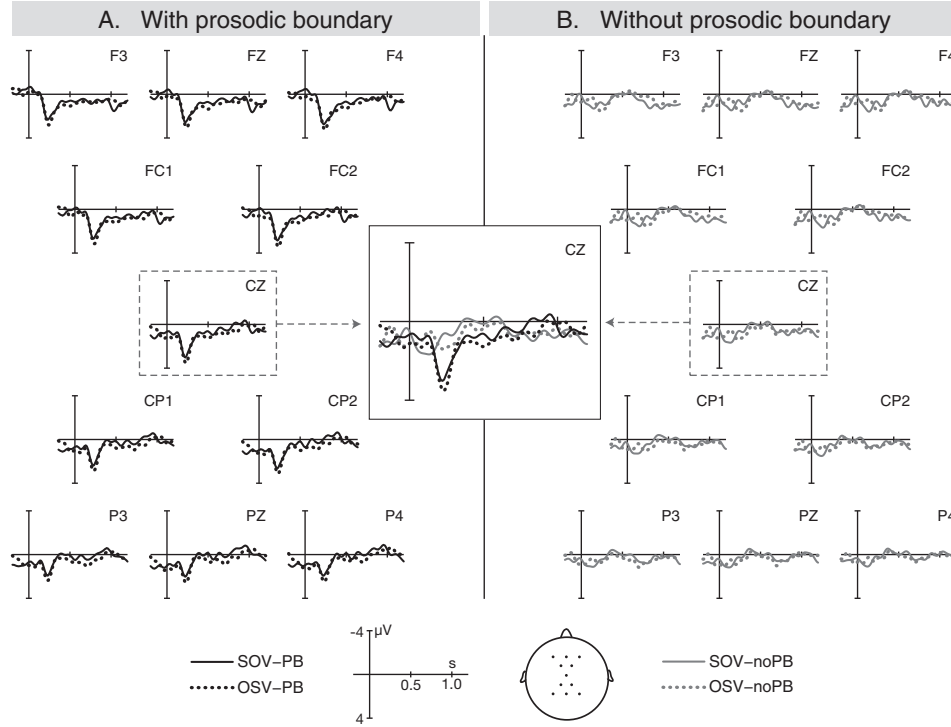 A. With prosodic boundary
B. Without prosodic boundary
F3 FZ F4
F3 FZ F4
FC1 FC2
FC1 FC2
CZ
CZ
CZ
CP1 CP2
CP1 CP2
P3 PZ P4
P3 PZ P4
SOV–PB
OSV–PB
-4 μV
s
0.5 1.0
4
SOV–noPB
OSV–noPB